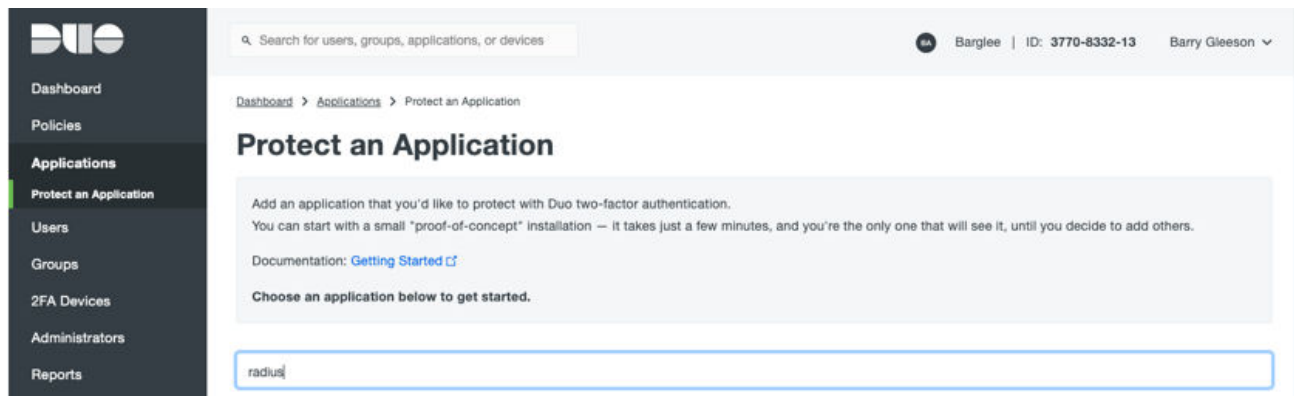 DUO
Search for users, groups, applications, or devices
BA Barglee | ID: 3770-8332-13 Barry Gleeson
Dashboard
Policies
Applications
Protect an Application
Users
Groups
2FA Devices
Administrators
Reports
Dashboard > Applications > Protect an Application
Protect an Application
Add an application that you'd like to protect with Duo two-factor authentication.
You can start with a small "proof-of-concept" installation — it takes just a few minutes, and you're the only one that will see it, until you decide to add others.
Documentation: Getting Started
Choose an application below to get started.
radius